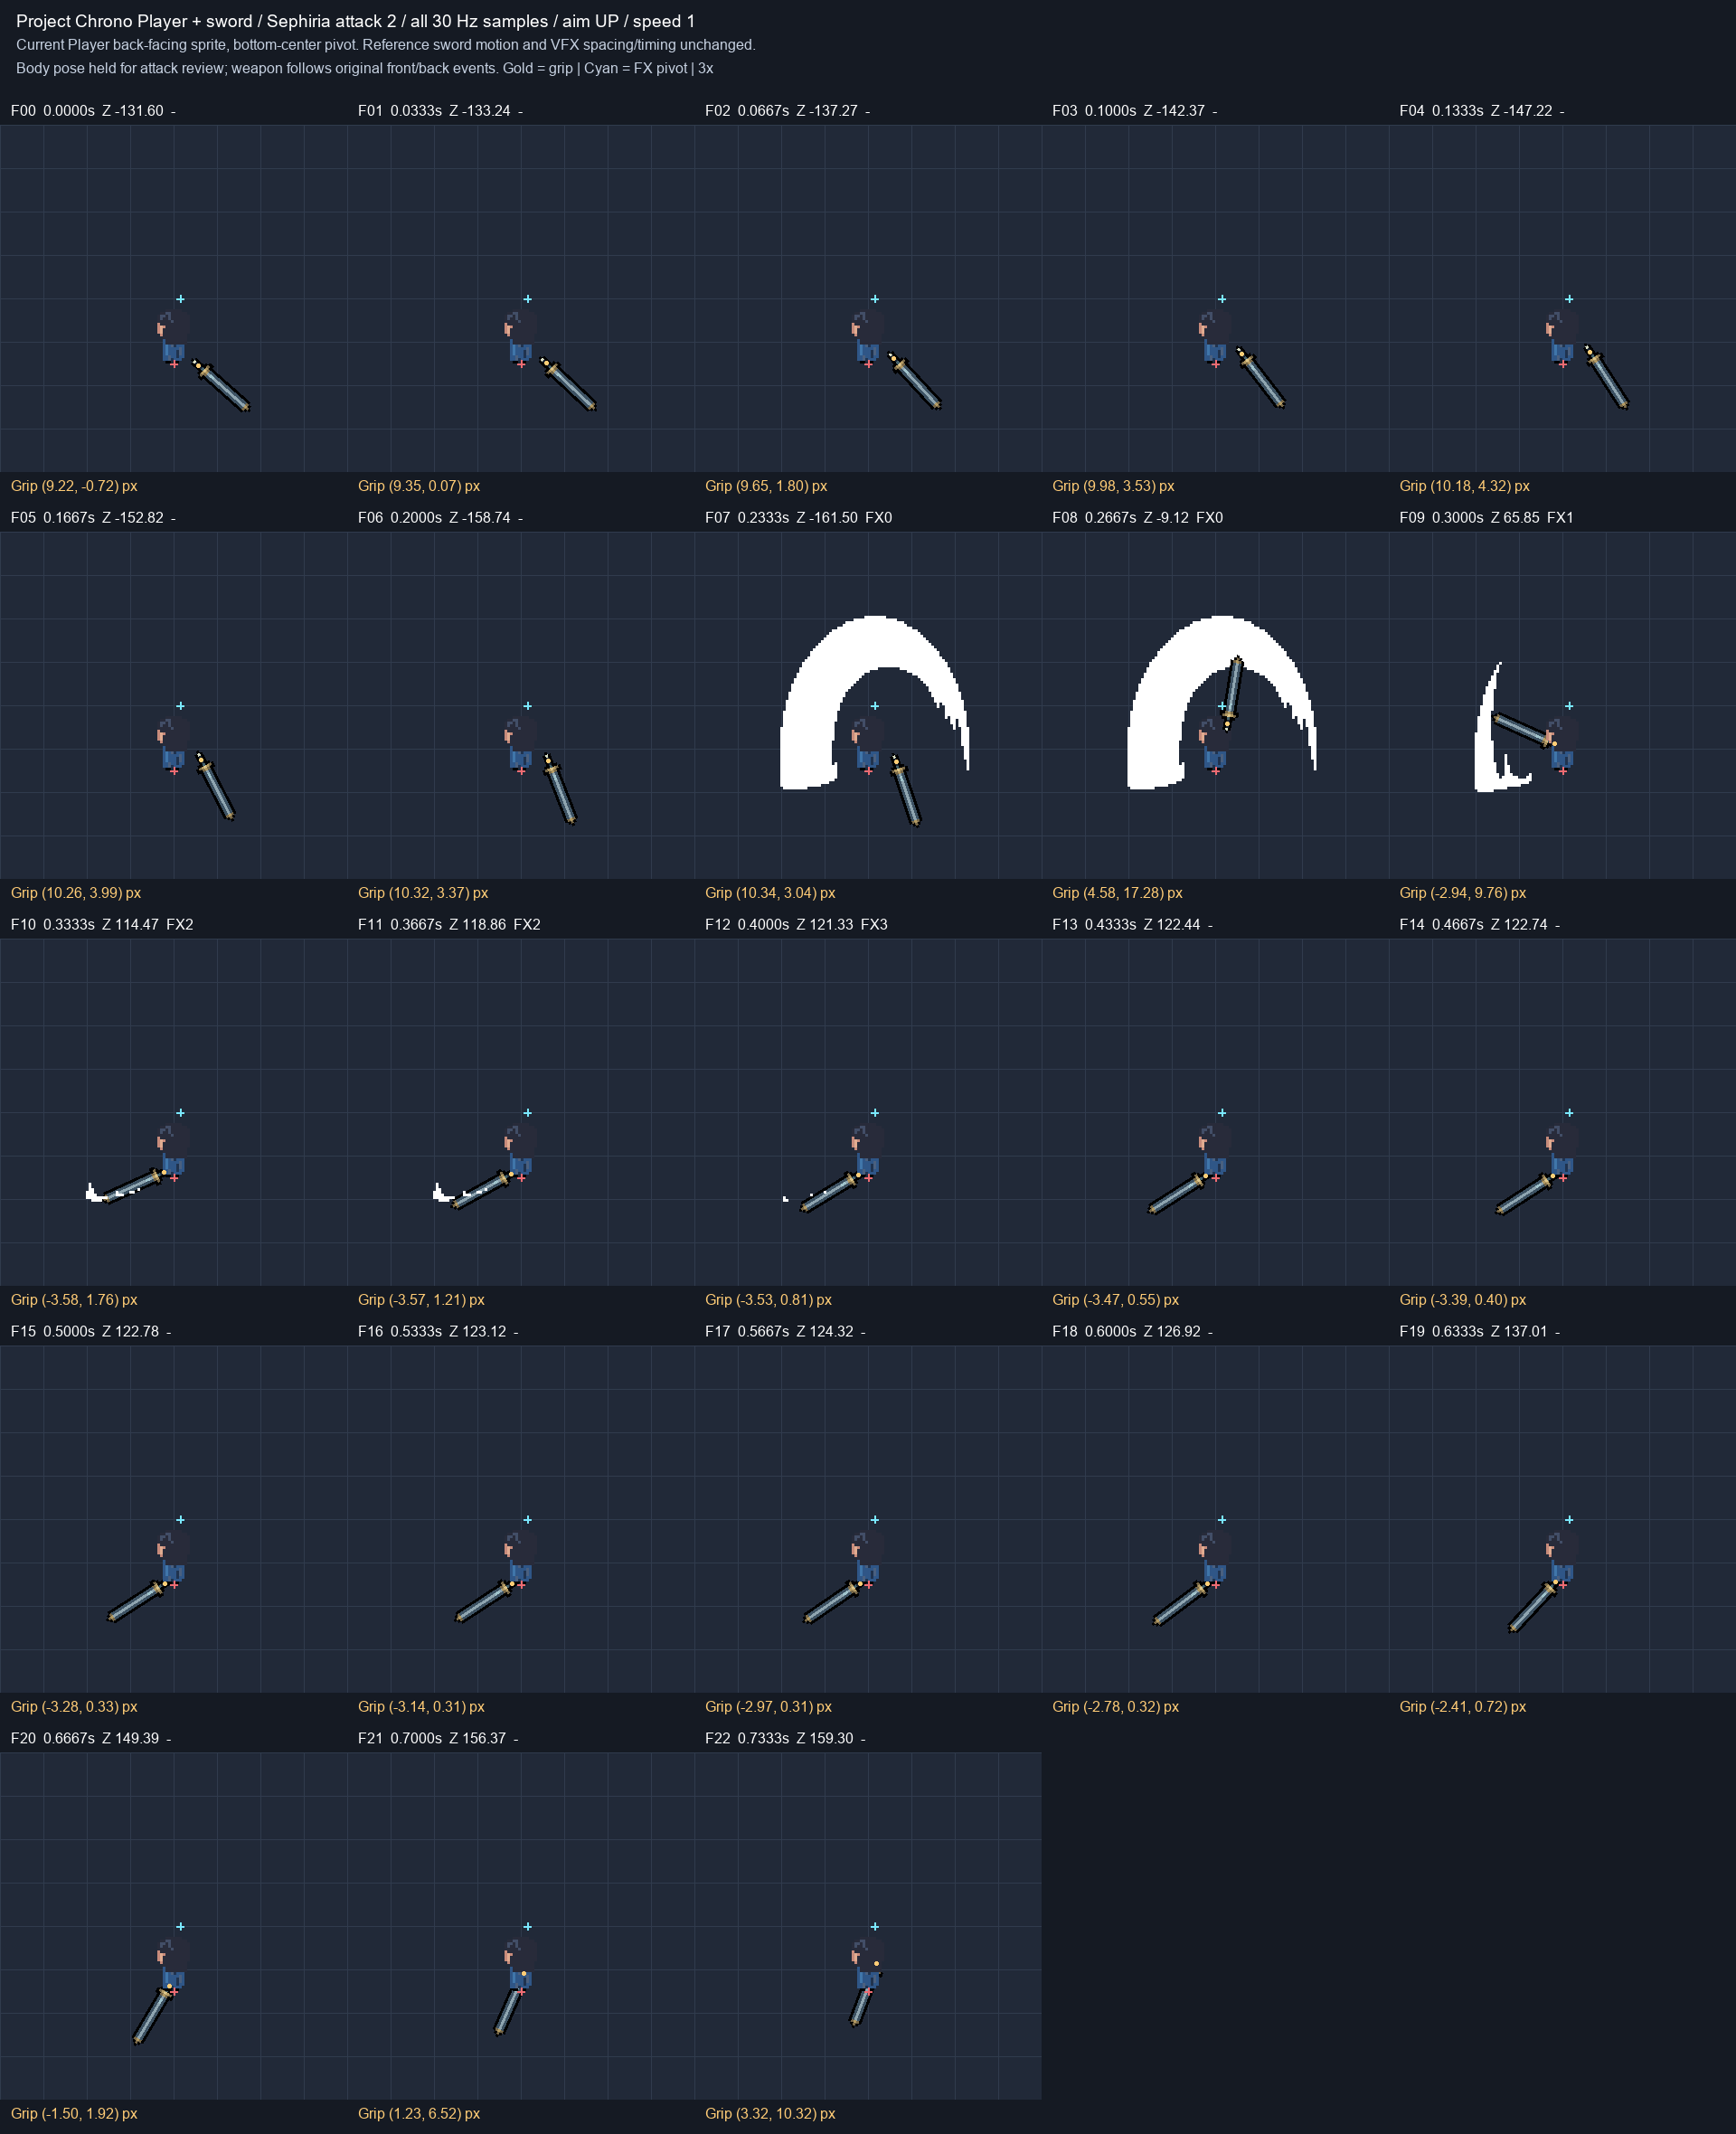 Project Chrono Player + sword / Sephiria attack 2 / all 30 Hz samples / aim UP / speed 1
Current Player back-facing sprite, bottom-center pivot. Reference sword motion and VFX spacing/timing unchanged.
Body pose held for attack review; weapon follows original front/back events. Gold = grip | Cyan = FX pivot | 3x
F00 0.0000s Z -131.60 -
F01 0.0333s Z -133.24 -
F02 0.0667s Z -137.27 -
F03 0.1000s Z -142.37 -
F04 0.1333s Z -147.22 -
Grip (9.22, -0.72) px
Grip (9.35, 0.07) px
Grip (9.65, 1.80) px
Grip (9.98, 3.53) px
Grip (10.18, 4.32) px
F05 0.1667s Z -152.82 -
F06 0.2000s Z -158.74 -
F07 0.2333s Z -161.50 FX0
F08 0.2667s Z -9.12 FX0
F09 0.3000s Z 65.85 FX1
Grip (10.26, 3.99) px
Grip (10.32, 3.37) px
Grip (10.34, 3.04) px
Grip (4.58, 17.28) px
Grip (-2.94, 9.76) px
F10 0.3333s Z 114.47 FX2
F11 0.3667s Z 118.86 FX2
F12 0.4000s Z 121.33 FX3
F13 0.4333s Z 122.44 -
F14 0.4667s Z 122.74 -
Grip (-3.58, 1.76) px
Grip (-3.57, 1.21) px
Grip (-3.53, 0.81) px
Grip (-3.47, 0.55) px
Grip (-3.39, 0.40) px
F15 0.5000s Z 122.78 -
F16 0.5333s Z 123.12 -
F17 0.5667s Z 124.32 -
F18 0.6000s Z 126.92 -
F19 0.6333s Z 137.01 -
Grip (-3.28, 0.33) px
Grip (-3.14, 0.31) px
Grip (-2.97, 0.31) px
Grip (-2.78, 0.32) px
Grip (-2.41, 0.72) px
F20 0.6667s Z 149.39 -
F21 0.7000s Z 156.37 -
F22 0.7333s Z 159.30 -
Grip (-1.50, 1.92) px
Grip (1.23, 6.52) px
Grip (3.32, 10.32) px